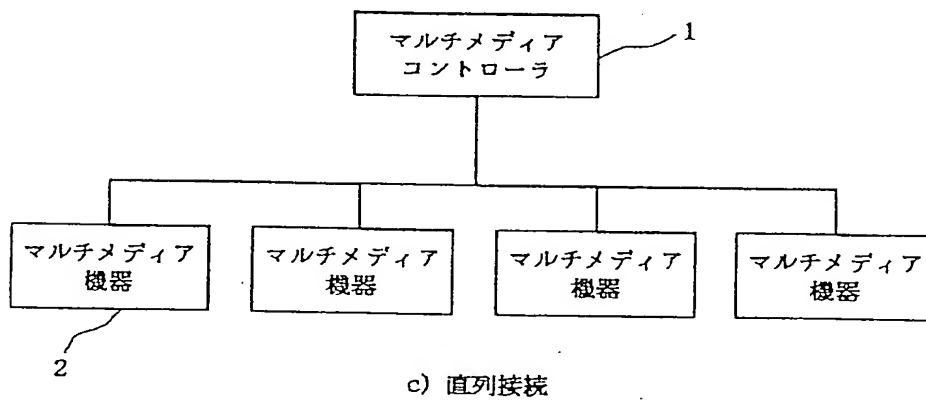 マルチメディア
コントローラ
1
マルチメディア
機器
マルチメディア
機器
マルチメディア
機器
マルチメディア
機器
2
c) 直列接続